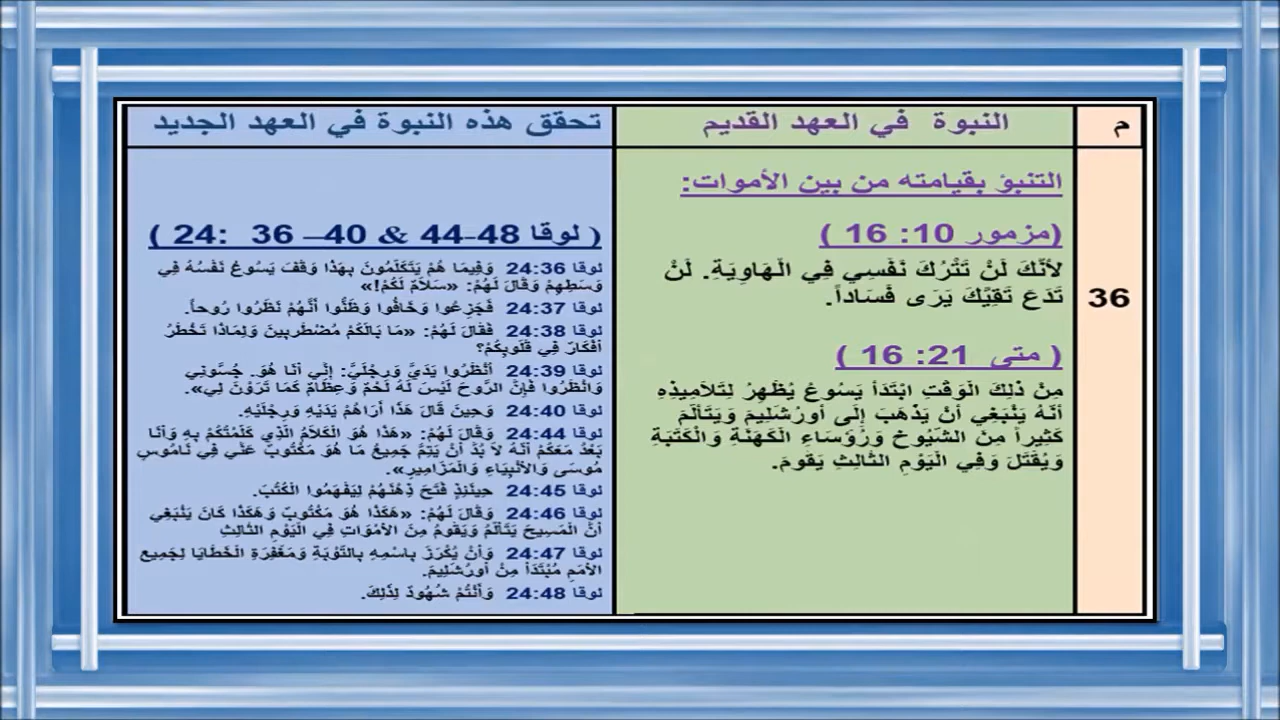 م
النبوة في العهد القديم
تحقق هذه النبوة في العهد الجديد
36
التنبؤ بقيامته من بين الأموات:
(مزمور 10: 16 )
لأَنَّكَ لَنْ تَتْرُكَ نَفْسِي فِي الْهَاوِيَةِ. لَنْ
تَدَعَ تَقِيَّكَ يَرَى فَسَاداً.
( متى 21: 16 )
مِنْ ذلِكَ الْوَقْتِ ابْتَدَأَ يَسُوعُ يُظْهِرُ لِتَلاَمِيذِهِ
أَنَّهُ يَنْبَغِي أَنْ يَذْهَبَ إِلَى أُورُشَلِيمَ وَيَتَأَلَّمَ
كَثِيراً مِنَ الشُّيُوخِ وَرُؤَسَاءِ الْكَهَنَةِ وَالْكَتَبَةِ
وَيُقْتَلَ وَفِي الْيَوْمِ الثَّالِثِ يَقُومَ.
( لوقا 48-44 & 40– 36 :24 )
لوقا 24:36 وَفِيمَا هُمْ يَتَكَلَّمُونَ بِهَذَا وَقَفَ يَسُوعُ نَفْسُهُ فِي
وَسَطِهِمْ وَقَالَ لَهُمْ: «سَلاَمٌ لَكُمْ!»
لوقا 24:37 فَجَزِعُوا وَخَافُوا وَظَنُّوا أَنَّهُمْ نَظَرُوا رُوحاً.
لوقا 24:38 فَقَالَ لَهُمْ: «مَا بَالُكُمْ مُضْطَرِبِينَ وَلِمَاذَا تَخْطُرُ
أَفْكَارٌ فِي قُلُوبِكُمْ؟
لوقا 24:39 اُنْظُرُوا يَدَيَّ وَرِجْلَيَّ: إِنِّي أَنَا هُوَ. جُسُّونِي
وَانْظُرُوا فَإِنَّ الرُّوحَ لَيْسَ لَهُ لَحْمٌ وَعِظَامٌ كَمَا تَرَوْنَ لِي».
لوقا 24:40 وَحِينَ قَالَ هَذَا أَرَاهُمْ يَدَيْهِ وَرِجْلَيْهِ.
لوقا 24:44 وَقَالَ لَهُمْ: «هَذَا هُوَ الْكَلاَمُ الَّذِي كَلَّمْتُكُمْ بِهِ وَأَنَا
بَعْدُ مَعَكُمْ أَنَّهُ لاَ بُدَّ أَنْ يَتِمَّ جَمِيعُ مَا هُوَ مَكْتُوبٌ عَنِّي فِي نَامُوسِ
مُوسَى وَالأَنْبِيَاءِ وَالْمَزَامِيرِ».
لوقا 24:45 حِينَئِذٍ فَتَحَ ذِهْنَهُمْ لِيَفْهَمُوا الْكُتُبَ.
لوقا 24:46 وَقَالَ لَهُمْ: «هَكَذَا هُوَ مَكْتُوبٌ وَهَكَذَا كَانَ يَنْبَغِي
أَنَّ الْمَسِيحَ يَتَأَلَّمُ وَيَقُومُ مِنَ الأَمْوَاتِ فِي الْيَوْمِ الثَّالِثِ
لوقا 24:47 وَأَنْ يُكْرَزَ بِاسْمِهِ بِالتَّوْبَةِ وَمَغْفِرَةِ الْخَطَايَا لِجَمِيعِ
الأُمَمِ مُبْتَدَأً مِنْ أُورُشَلِيمَ.
لوقا 24:48 وَأَنْتُمْ شُهُودٌ لِذَلِكَ.